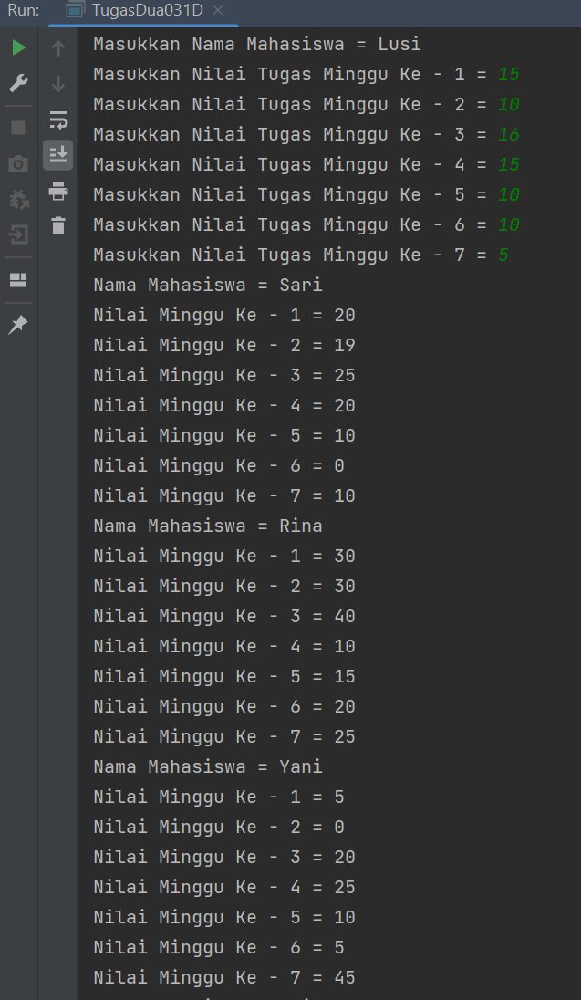 Run: TugasDua031D
Masukkan Nama Mahasiswa = Lusi
Masukkan Nilai Tugas Minggu Ke - 1 = 15
Masukkan Nilai Tugas Minggu Ke - 2 = 10
Masukkan Nilai Tugas Minggu Ke - 3 = 16
Masukkan Nilai Tugas Minggu Ke - 4 = 15
Masukkan Nilai Tugas Minggu Ke - 5 = 10
Masukkan Nilai Tugas Minggu Ke - 6 = 10
Masukkan Nilai Tugas Minggu Ke - 7 = 5
Nama Mahasiswa = Sari
Nilai Minggu Ke - 1 = 20
Nilai Minggu Ke - 2 = 19
Nilai Minggu Ke - 3 = 25
Nilai Minggu Ke - 4 = 20
Nilai Minggu Ke - 5 = 10
Nilai Minggu Ke - 6 = 0
Nilai Minggu Ke - 7 = 10
Nama Mahasiswa = Rina
Nilai Minggu Ke - 1 = 30
Nilai Minggu Ke - 2 = 30
Nilai Minggu Ke - 3 = 40
Nilai Minggu Ke - 4 = 10
Nilai Minggu Ke - 5 = 15
Nilai Minggu Ke - 6 = 20
Nilai Minggu Ke - 7 = 25
Nama Mahasiswa = Yani
Nilai Minggu Ke - 1 = 5
Nilai Minggu Ke - 2 = 0
Nilai Minggu Ke - 3 = 20
Nilai Minggu Ke - 4 = 25
Nilai Minggu Ke - 5 = 10
Nilai Minggu Ke - 6 = 5
Nilai Minggu Ke - 7 = 45